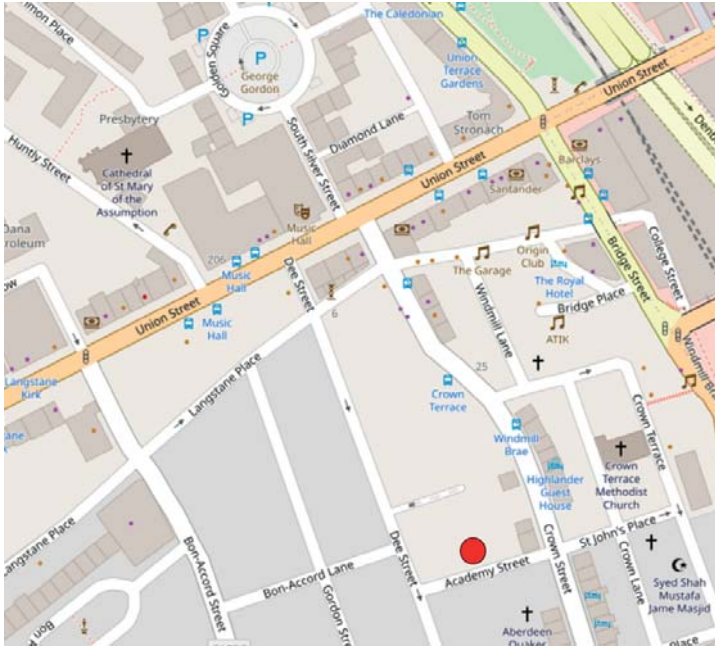 The Caledonian
Golden Square
George
Gordon
Union
Terrace
Gardens
Union Street
Presbytery
Tom
Stronach
Diamond Lane
South Silver Street
Huntly Street
Cathedral
of St Mary
of the
Assumption
Barclays
Union Street
Santander
Music
Hall
206
Music
Hall
Dee Street
Origin
Club
The Garage
The Royal
Hotel
Bridge Street
College Street
Bridge Place
Union Street
Music
Hall
6
Windmill Lane
ATIK
Langstane
Kirk
Langstane Place
25
Crown
Terrace
Windmill
Brae
Highlander
Guest
House
Crown Terrace
Crown
Terrace
Methodist
Church
Langstane Place
Bon-Accord Street
Dee Street
St John's Place
Bon-Accord Lane
Academy Street
Crown Street
Gordon Stre
Crown Lane
Syed Shah
Mustafa
Jame Masjid
Aberdeen
Quaker